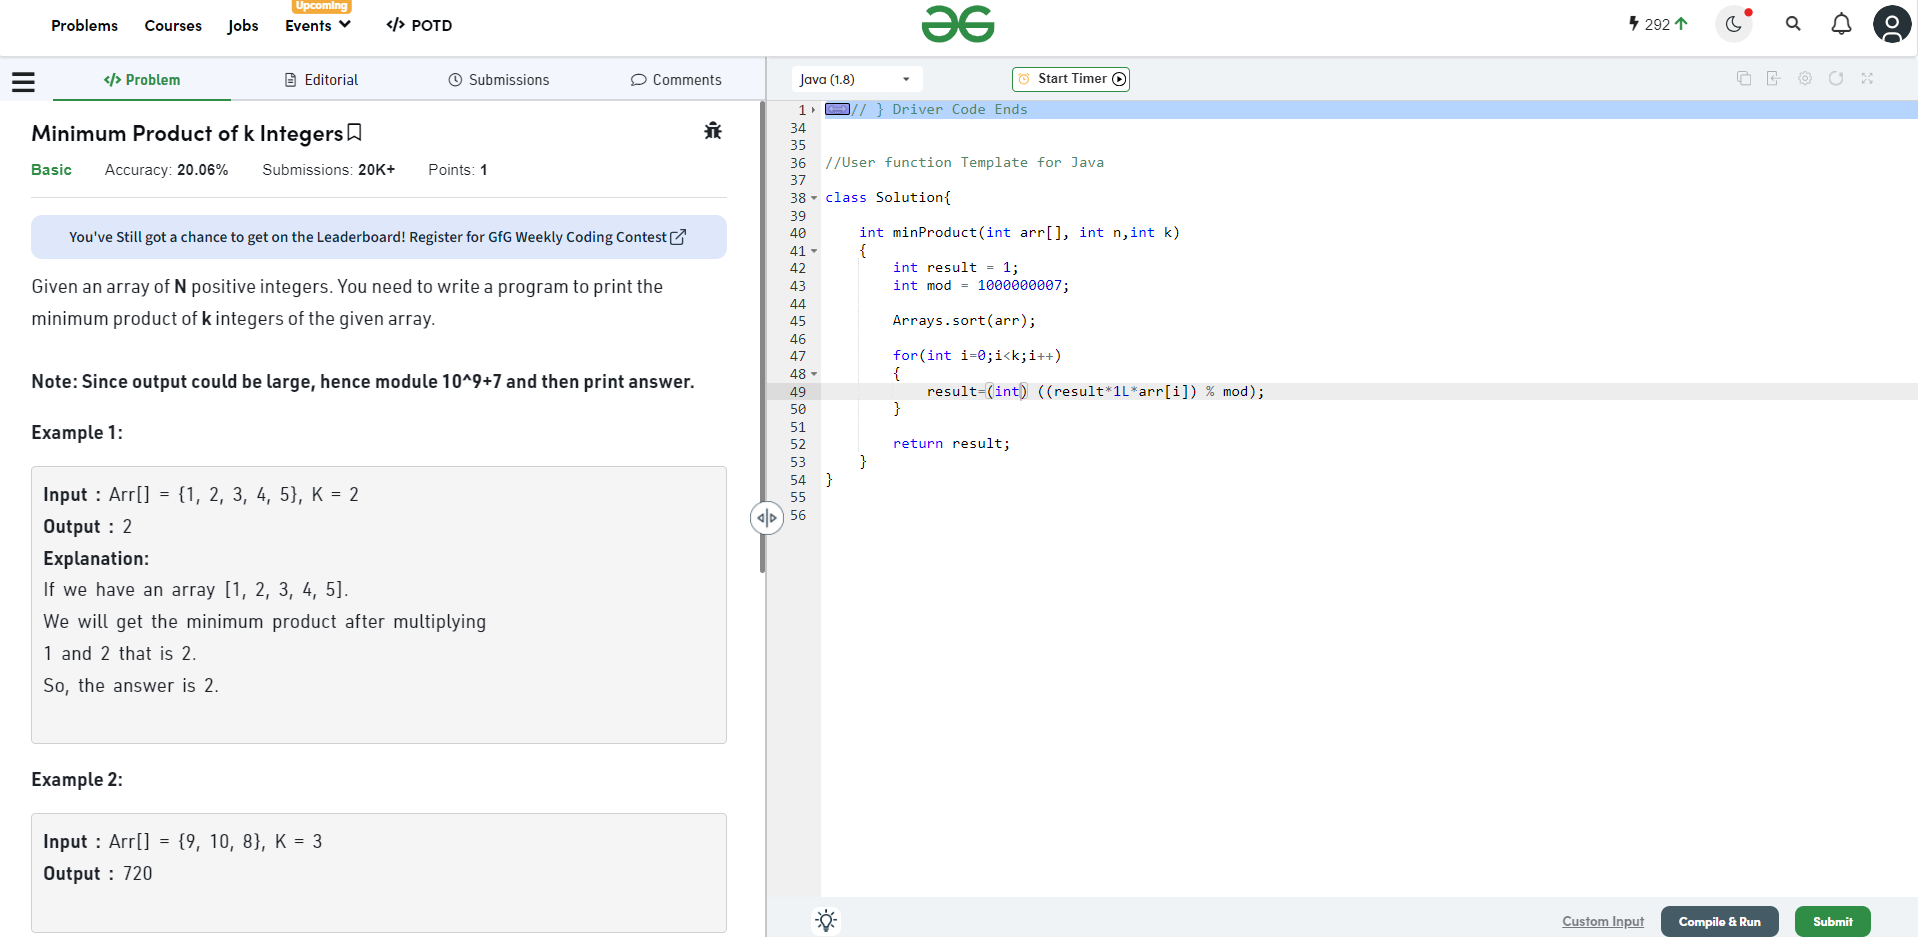 Problems Courses Jobs Events POTD
Upcoming
292
Problem Editorial Submissions Comments
Java (1.8) Start Timer
Minimum Product of k Integers
Basic Accuracy: 20.06% Submissions: 20K+ Points: 1
You've Still got a chance to get on the Leaderboard! Register for GfG Weekly Coding Contest
Given an array of N positive integers. You need to write a program to print the
minimum product of k integers of the given array.
Note: Since output could be large, hence module 10^9+7 and then print answer.
Example 1:
Input : Arr[] = {1, 2, 3, 4, 5}, K = 2
Output : 2
Explanation:
If we have an array [1, 2, 3, 4, 5].
We will get the minimum product after multiplying
1 and 2 that is 2.
So, the answer is 2.
Example 2:
Input : Arr[] = {9, 10, 8}, K = 3
Output : 720
1 // } Driver Code Ends
34
35
36 //User function Template for Java
37
38 class Solution{
39
40 int minProduct(int arr[], int n,int k)
41 {
42 int result = 1;
43 int mod = 1000000007;
44
45 Arrays.sort(arr);
46
47 for(int i=0;i<k;i++)
48 {
49 result=(int) ((result*1L*arr[i]) % mod);
50 }
51
52 return result;
53 }
54 }
55
56
Custom Input Compile & Run Submit